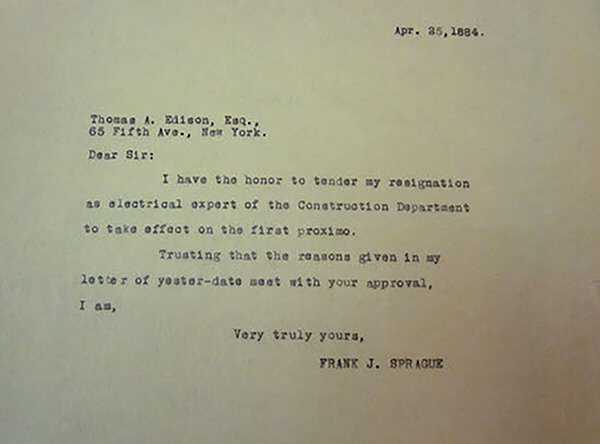 Apr. 25,1884.
Thomas A. Edison, Esq.,
65 Fifth Ave., New York.
Dear Sir:
I have the honor to tender my resignation
as electrical expert of the Construction Department
to take effect on the first proximo.
Trusting that the reasons given in my
letter of yester-date meet with your approval,
I am,
Very truly yours,
FRANK J. SPRAGUE